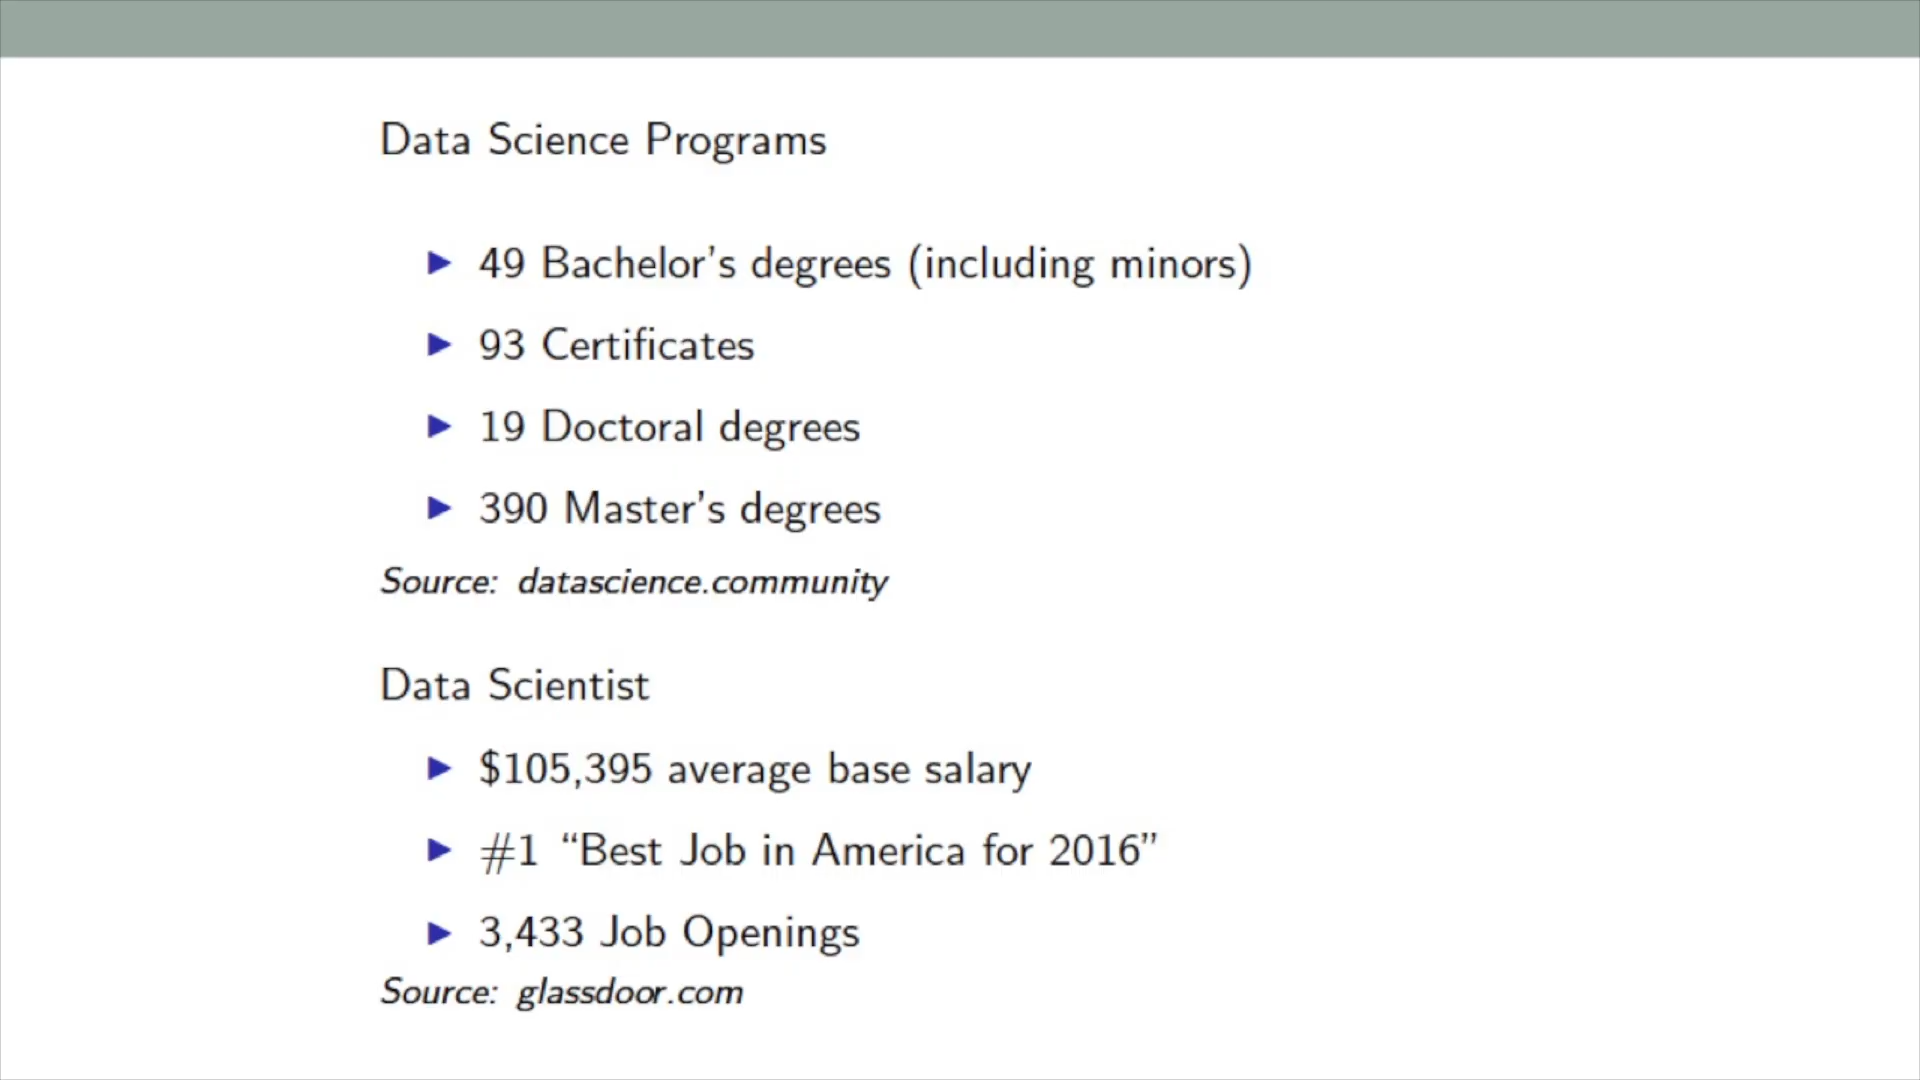 Data Science Programs
▶ 49 Bachelor's degrees (including minors)
▶ 93 Certificates
▶ 19 Doctoral degrees
▶ 390 Master's degrees
Source: datascience.community
Data Scientist
▶ $105,395 average base salary
▶ #1 “Best Job in America for 2016”
▶ 3,433 Job Openings
Source: glassdoor.com